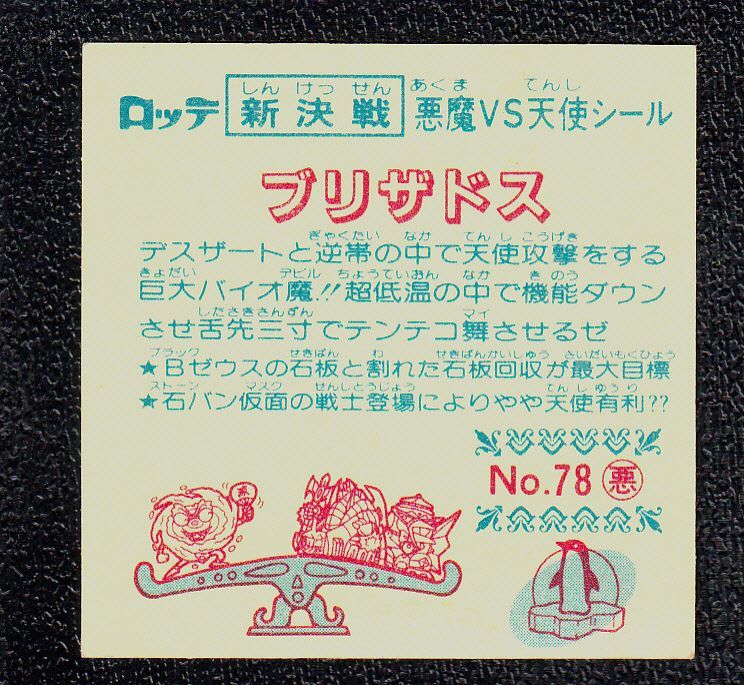 しんけっせん あくま てんし
ロッテ 新決戦 悪魔VS天使シール
ブリザドス
ぎゃくたい なか てんしこうげき
デスザートと逆帯の中で天使攻撃をする
きょだい デビル ちょうていおん なか きのう
巨大バイオ魔!!超低温の中で機能ダウン
したさきさんずん マイ
させ舌先三寸でテンテコ舞させるゼ
ブラック せきばん わ せきばんかいしゅう さいだいもくひょう
★Bゼウスの石板と割れた石板回収が最大目標
ストーン マスク せんしとうじょう てんしゆうり
★石バン仮面の戦士登場によりやや天使有利??
No.78 悪